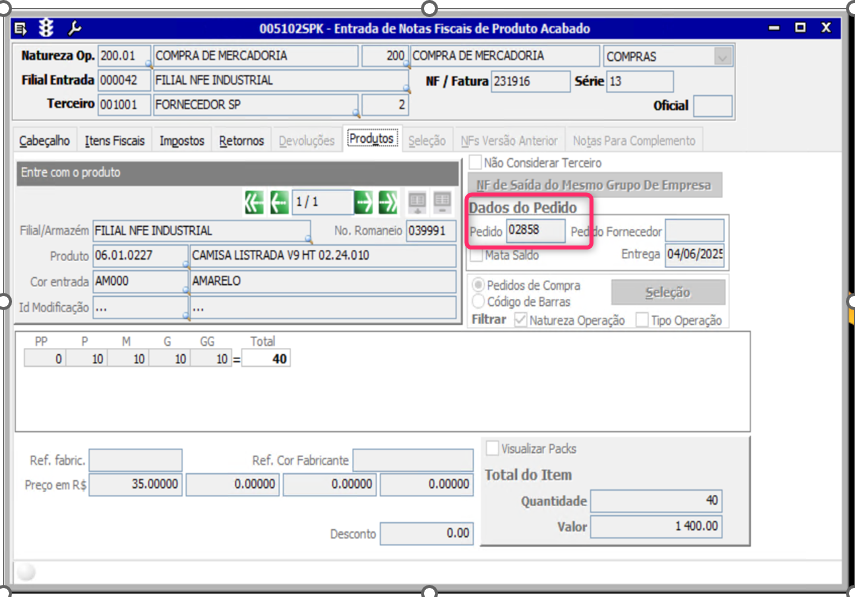 005102SPK - Entrada de Notas Fiscais de Produto Acabado
Natureza Op. 200.01 COMPRA DE MERCADORIA 200 COMPRA DE MERCADORIA COMPRAS
Filial Entrada 000042 FILIAL NFE INDUSTRIAL NF / Fatura 231916 Série 13
Terceiro 001001 FORNECEDOR SP 2 Oficial
Cabeçalho Itens Fiscais Impostos Retornos Devoluções Produtos Seleção NFs Versão Anterior Notas Para Complemento
Não Considerar Terceiro
Entre com o produto
NF de Saída do Mesmo Grupo De Empresa
1 / 1
Dados do Pedido
Filial/Armazém FILIAL NFE INDUSTRIAL No. Romaneio 039991
Pedido 02858 Pedido Fornecedor
Produto 06.01.0227 CAMISA LISTRADA V9 HT 02.24.010
Mata Saldo Entrega 04/06/2025
Cor entrada AM000 AMARELO
Pedidos de Compra
Seleção
Código de Barras
Id Modificação ... ...
Filtrar Natureza Operação Tipo Operação
PP P M G GG Total
0 10 10 10 10 = 40
Visualizar Packs
Ref. fabric. Ref. Cor Fabricante
Total do Item
Preço em R$ 35.00000 0.00000 0.00000 0.00000
Quantidade 40
Valor 1 400.00
Desconto 0.00